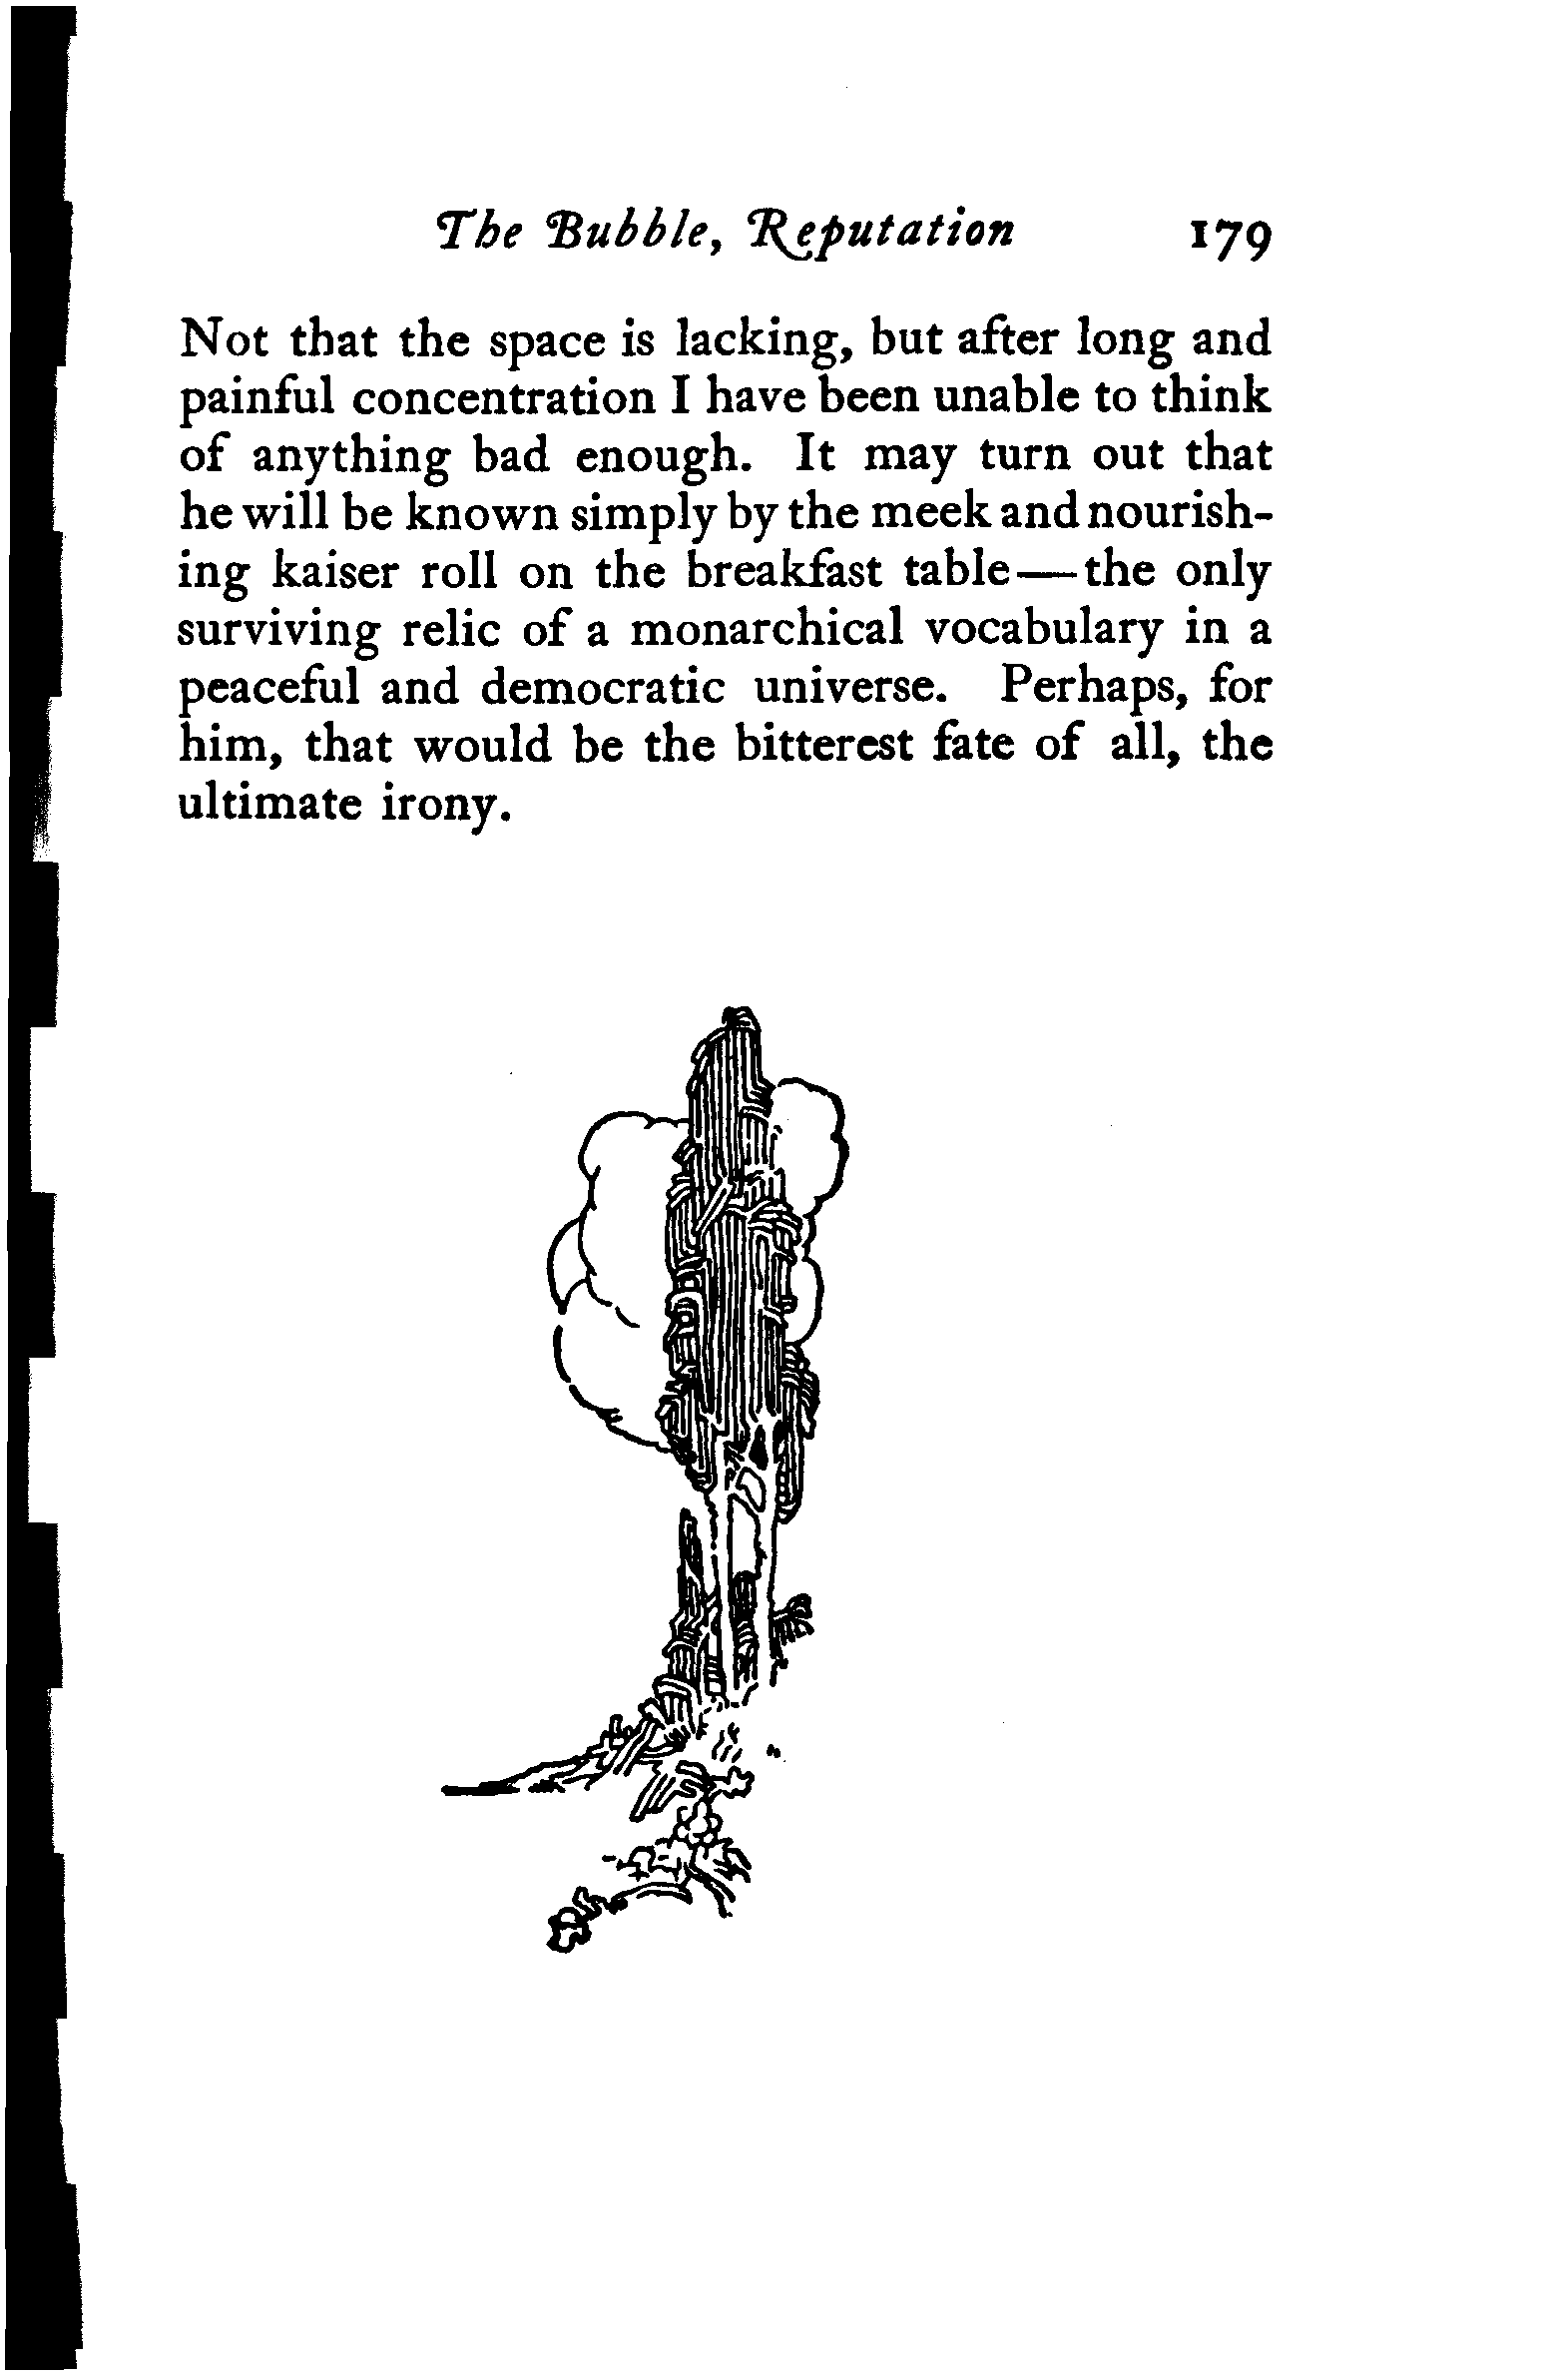 The Bubble, Reputation 179
Not that the space is lacking, but after long and
painful concentration I have been unable to think
of anything bad enough. It may turn out that
he will be known simply by the meek and nourish-
ing kaiser roll on the breakfast table—the only
surviving relic of a monarchical vocabulary in a
peaceful and democratic universe. Perhaps, for
him, that would be the bitterest fate of all, the
ultimate irony.